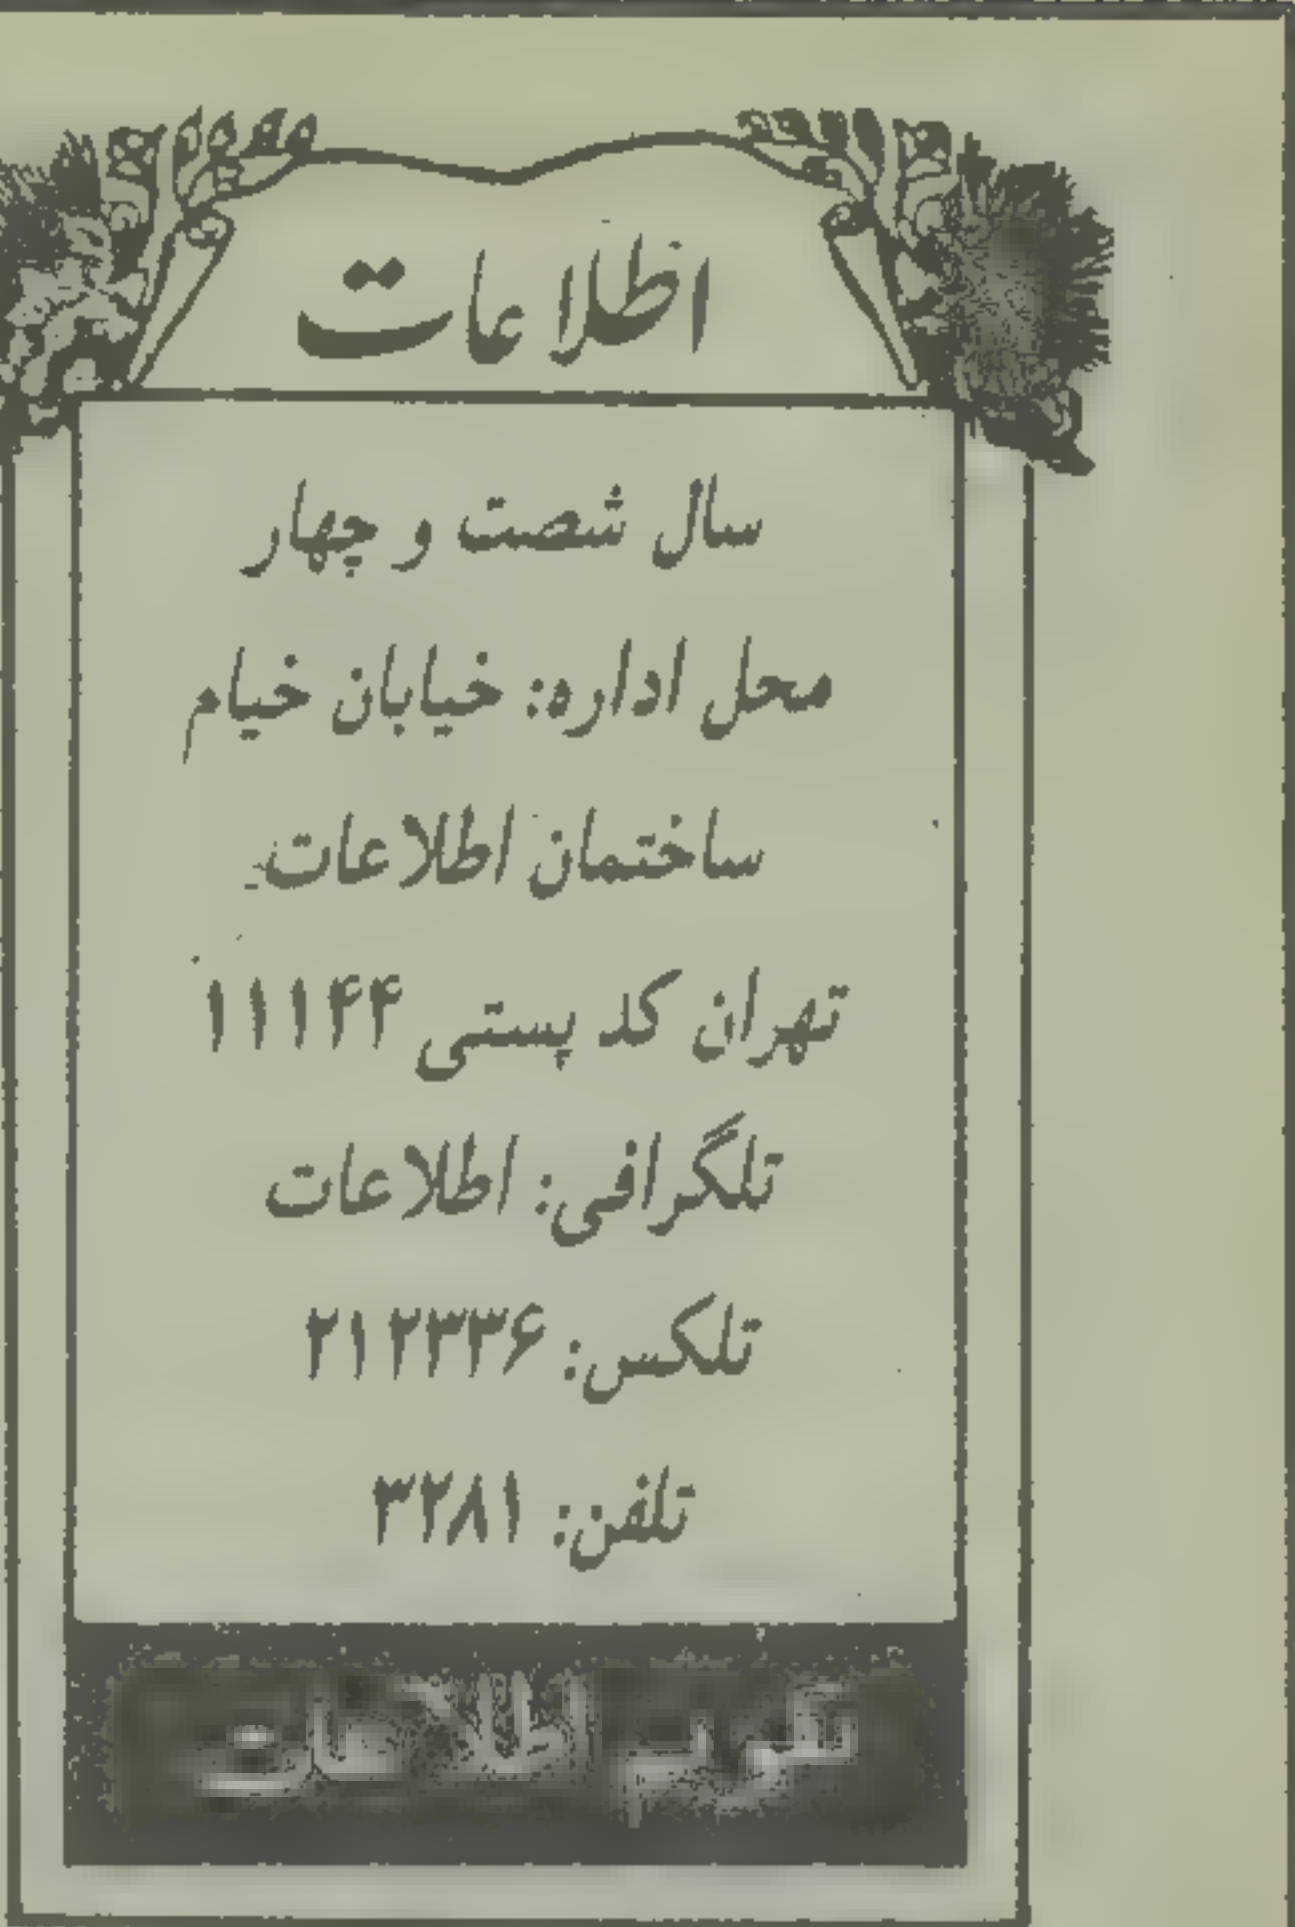 اطلاعات
سال شصت و چهار
محل اداره: خیابان خیام
ساختمان اطلاعات -
تهران کد پستی ۱۱۱۴۴
تلگرافی: اطلاعات
تلکس: ۲۱۲۳۳۶
تلفن: ۳۲۸۱
اطلاعات